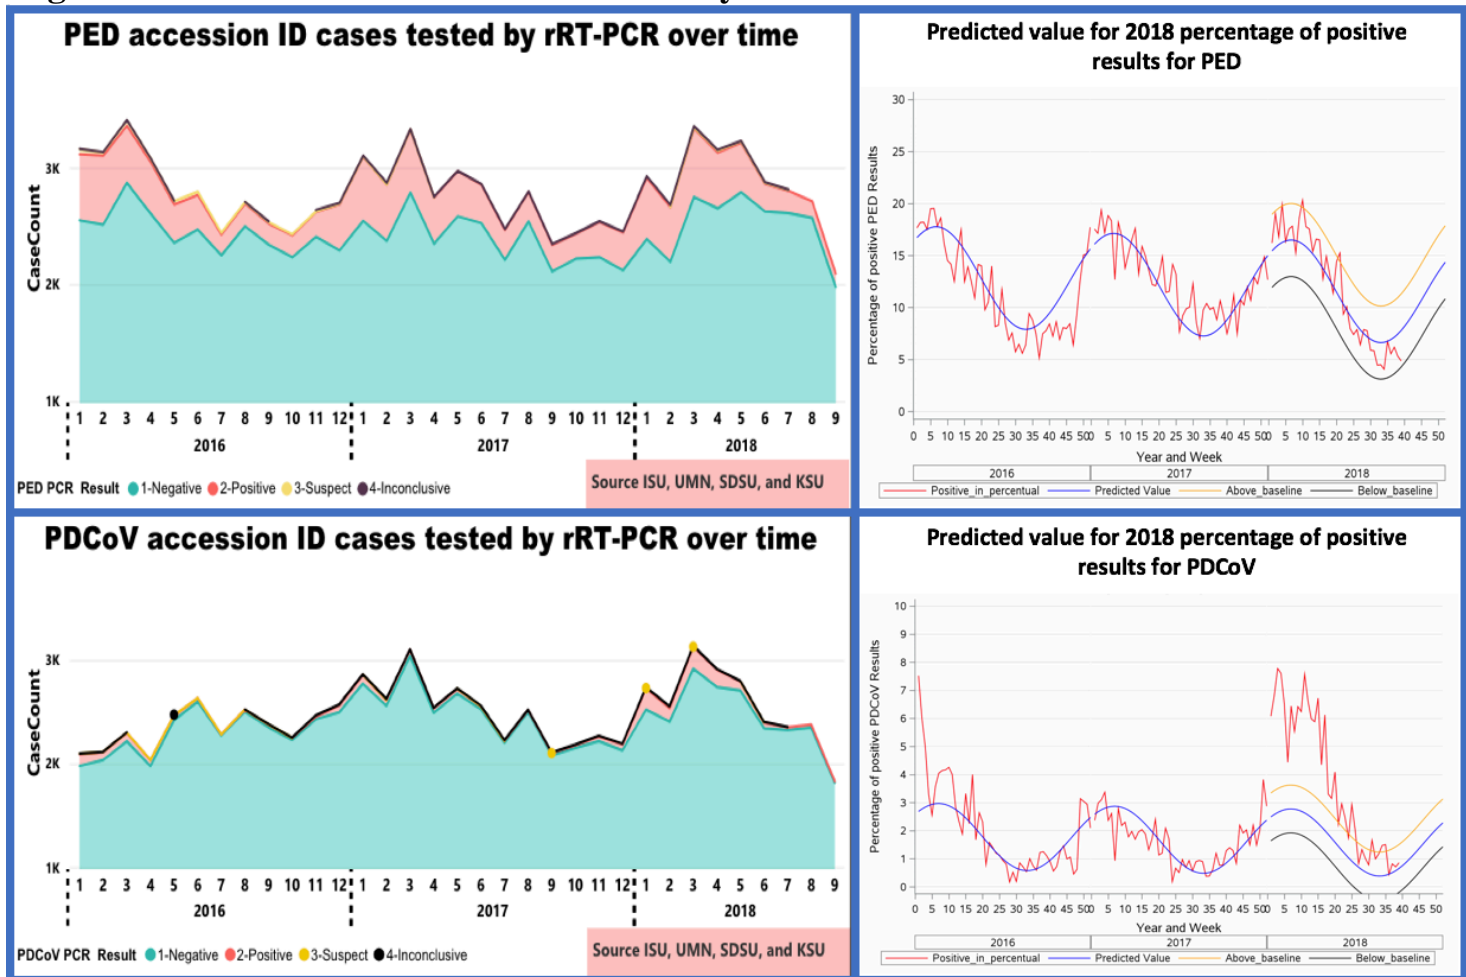 PED accession ID cases tested by rRT-PCR over time
CaseCount
3K
2K
1K
1 2 3 4 5 6 7 8 9 10 11 12 1 2 3 4 5 6 7 8 9 10 11 12 1 2 3 4 5 6 7 8 9
2016 2017 2018
PED PCR Result 1-Negative 2-Positive 3-Suspect 4-Inconclusive
Source ISU, UMN, SDSU, and KSU
Predicted value for 2018 percentage of positive
results for PED
Percentage of positive PED Results
30
25
20
15
10
5
0
0 5 10 15 20 25 30 35 40 45 500 5 10 15 20 25 30 35 40 45 500 5 10 15 20 25 30 35 40 45 50
Year and Week
2016 2017 2018
Positive_in_percentual Predicted Value Above_baseline Below_baseline
PDCoV accession ID cases tested by rRT-PCR over time
CaseCount
3K
2K
1K
1 2 3 4 5 6 7 8 9 10 11 12 1 2 3 4 5 6 7 8 9 10 11 12 1 2 3 4 5 6 7 8 9
2016 2017 2018
PDCoV PCR Result 1-Negative 2-Positive 3-Suspect 4-Inconclusive
Source ISU, UMN, SDSU, and KSU
Predicted value for 2018 percentage of positive
results for PDCoV
Percentage of positive PDCoV Results
10
9
8
7
6
5
4
3
2
1
0
0 5 10 15 20 25 30 35 40 45 500 5 10 15 20 25 30 35 40 45 500 5 10 15 20 25 30 35 40 45 50
Year and Week
2016 2017 2018
Positive_in_percentual Predicted Value Above_baseline Below_baseline